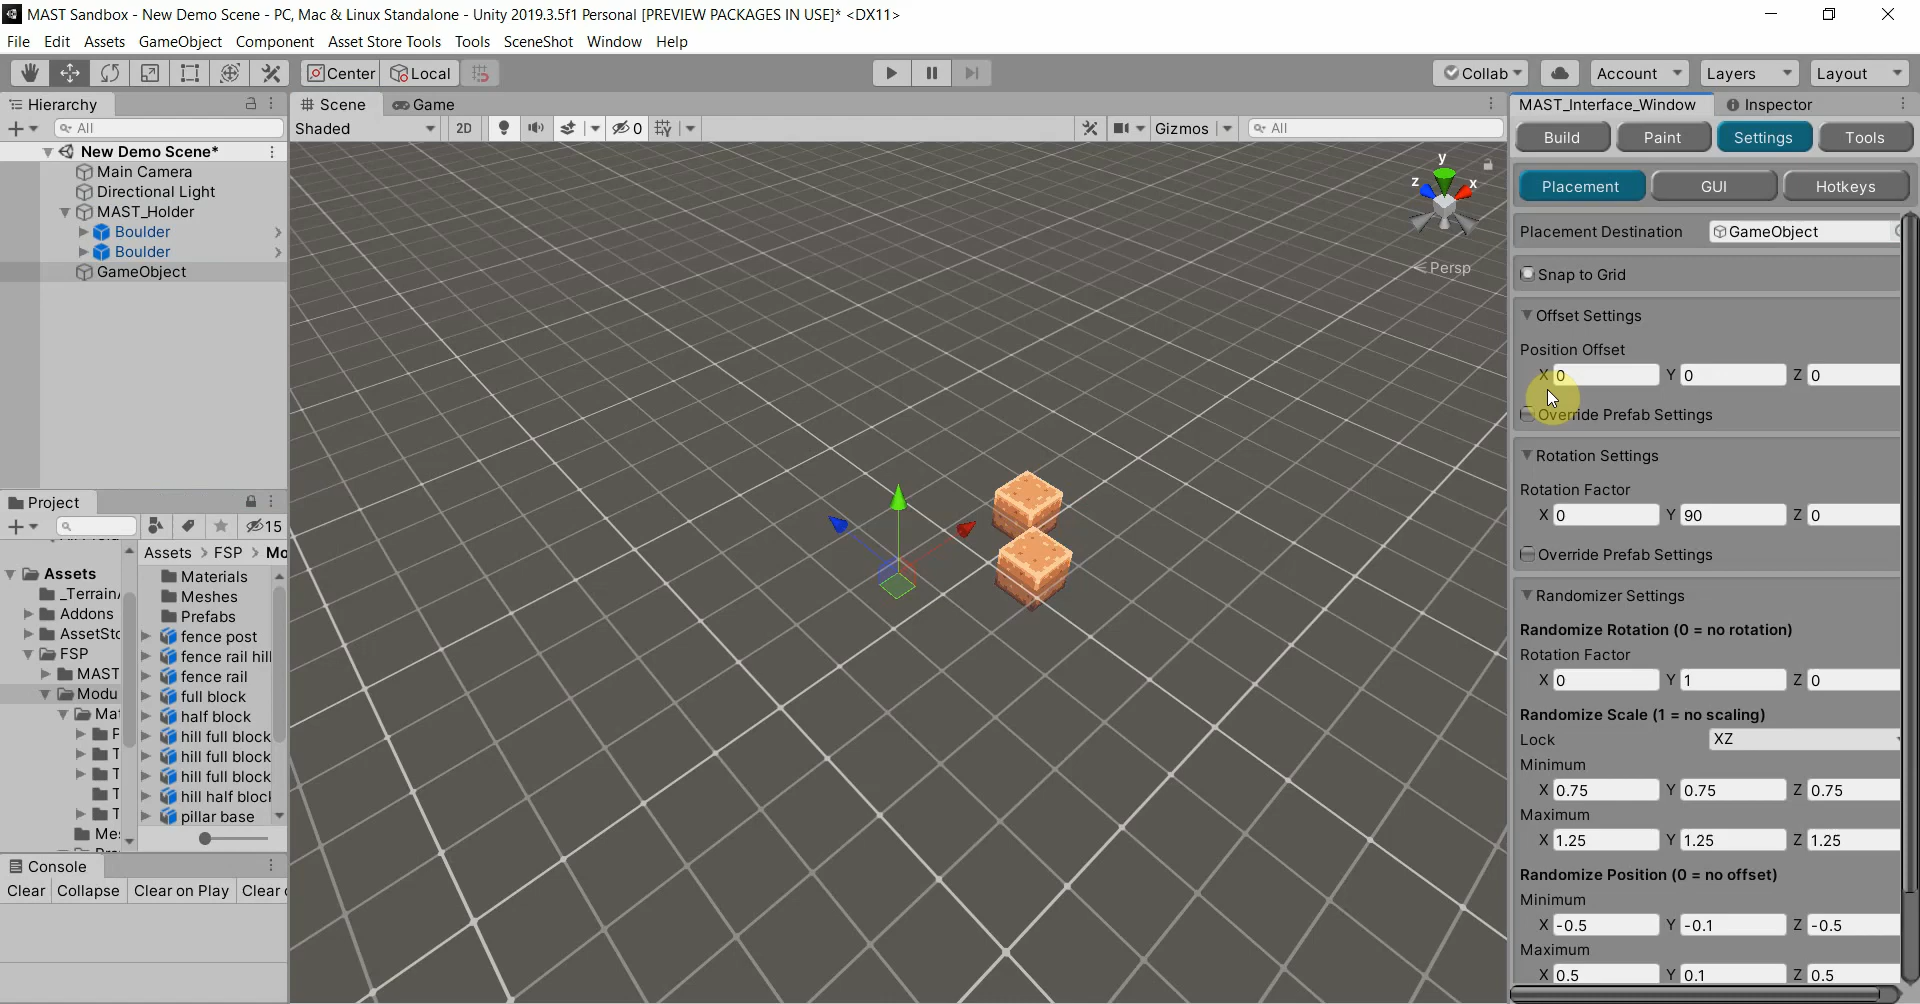 MAST Sandbox - New Demo Scene - PC, Mac & Linux Standalone - Unity 2019.3.5f1 Personal [PREVIEW PACKAGES IN USE]* <DX11>
File Edit Assets GameObject Component Asset Store Tools Tools SceneShot Window Help
Center Local Collab Account Layers Layout
Hierarchy
All
New Demo Scene*
Main Camera
Directional Light
MAST_Holder
Boulder
Boulder
GameObject
Scene Game
Shaded 2D 0 Gizmos All
y
z x
Persp
Project
15
Assets
_Terrain
Addons
AssetSto
FSP
MAST
Modu
Mat
T
T
T
T
Assets > FSP > Mo
Materials
Meshes
Prefabs
fence post
fence rail hill
fence rail
full block
half block
hill full block
hill full block
hill full block
hill half block
pillar base
Console
Clear Collapse Clear on Play Clear
MAST_Interface_Window Inspector
Build Paint Settings Tools
Placement GUI Hotkeys
Placement Destination GameObject
Snap to Grid
Offset Settings
Position Offset
X 0 Y 0 Z 0
Override Prefab Settings
Rotation Settings
Rotation Factor
X 0 Y 90 Z 0
Override Prefab Settings
Randomizer Settings
Randomize Rotation (0 = no rotation)
Rotation Factor
X 0 Y 1 Z 0
Randomize Scale (1 = no scaling)
Lock XZ
Minimum
X 0.75 Y 0.75 Z 0.75
Maximum
X 1.25 Y 1.25 Z 1.25
Randomize Position (0 = no offset)
Minimum
X -0.5 Y -0.1 Z -0.5
Maximum
X 0.5 Y 0.1 Z 0.5